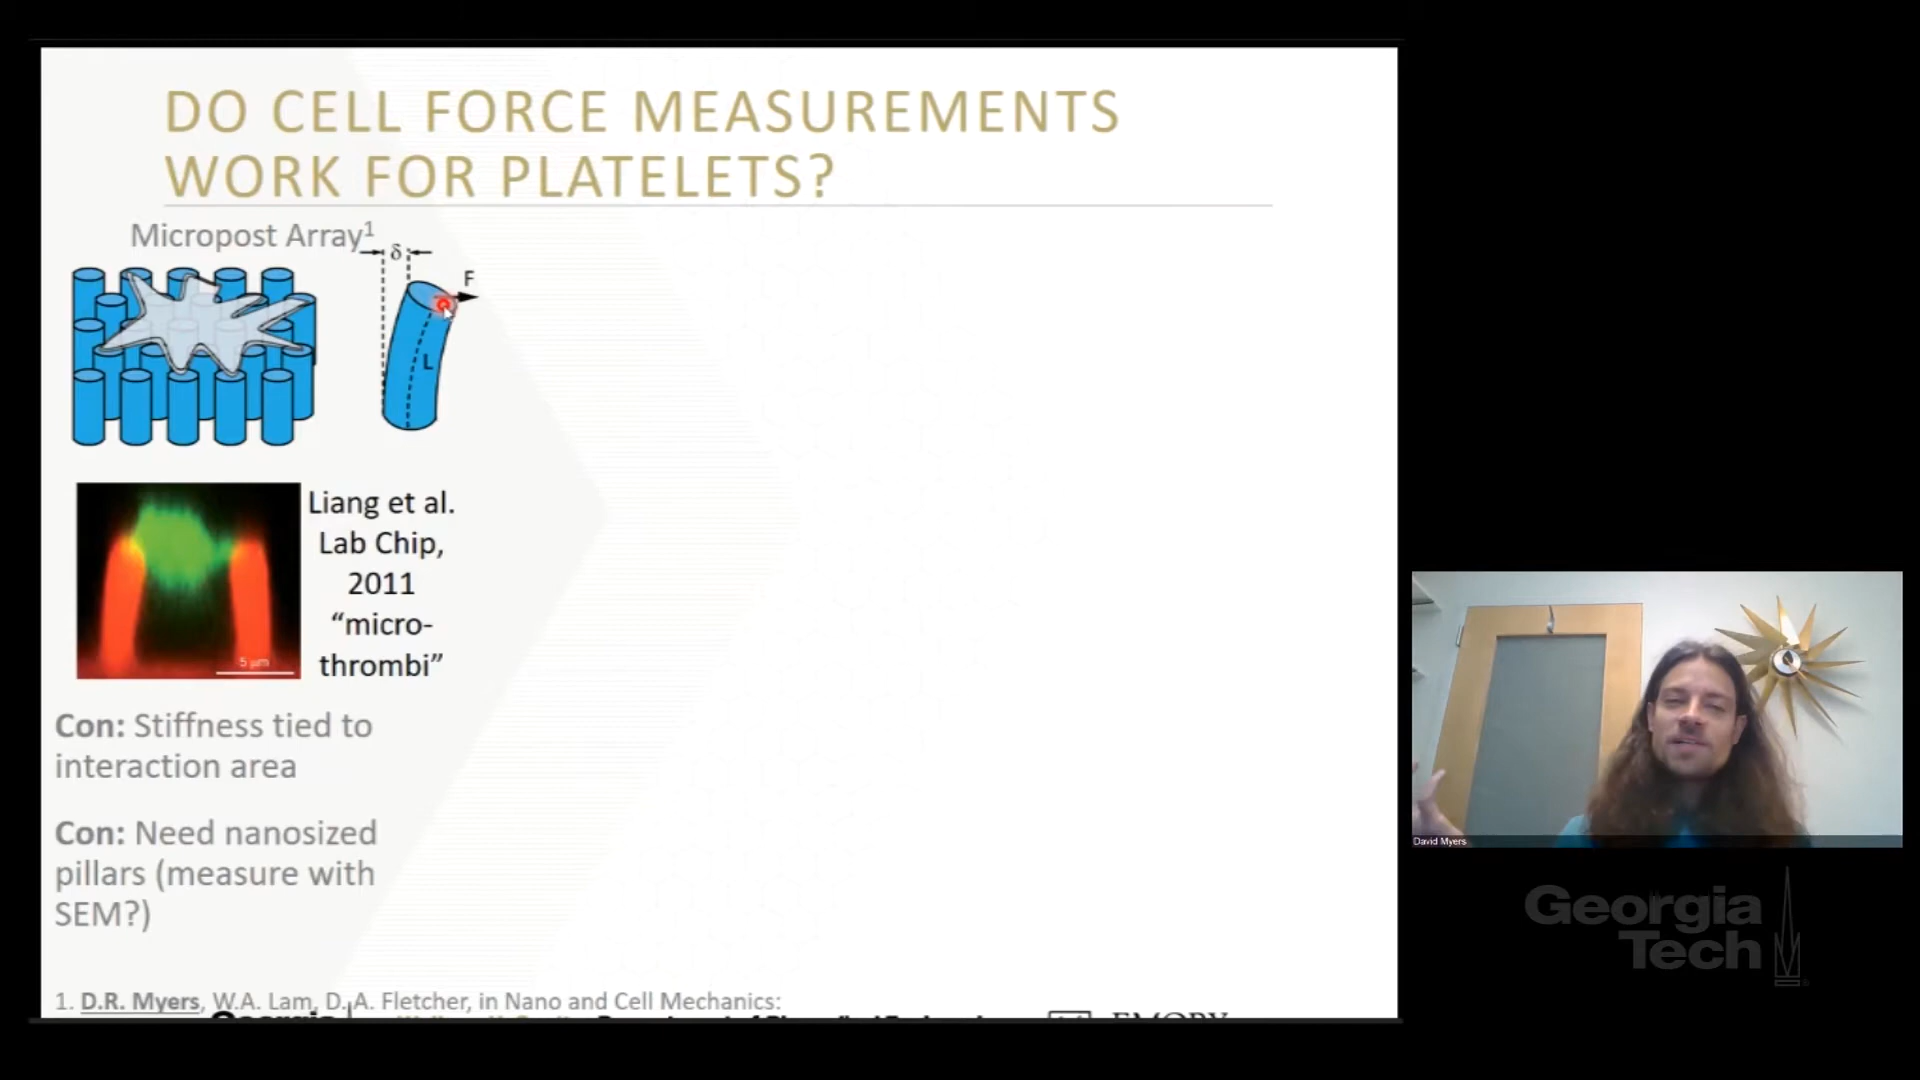 DO CELL FORCE MEASUREMENTS
WORK FOR PLATELETS?
Micropost Array¹
δ
F
L
Liang et al.
Lab Chip,
2011
“micro-
thrombi”
5 μm
Con: Stiffness tied to
interaction area
Con: Need nanosized
pillars (measure with
SEM?)
1. D.R. Myers, W.A. Lam, D. A. Fletcher, in Nano and Cell Mechanics:
David Myers
Georgia
Tech